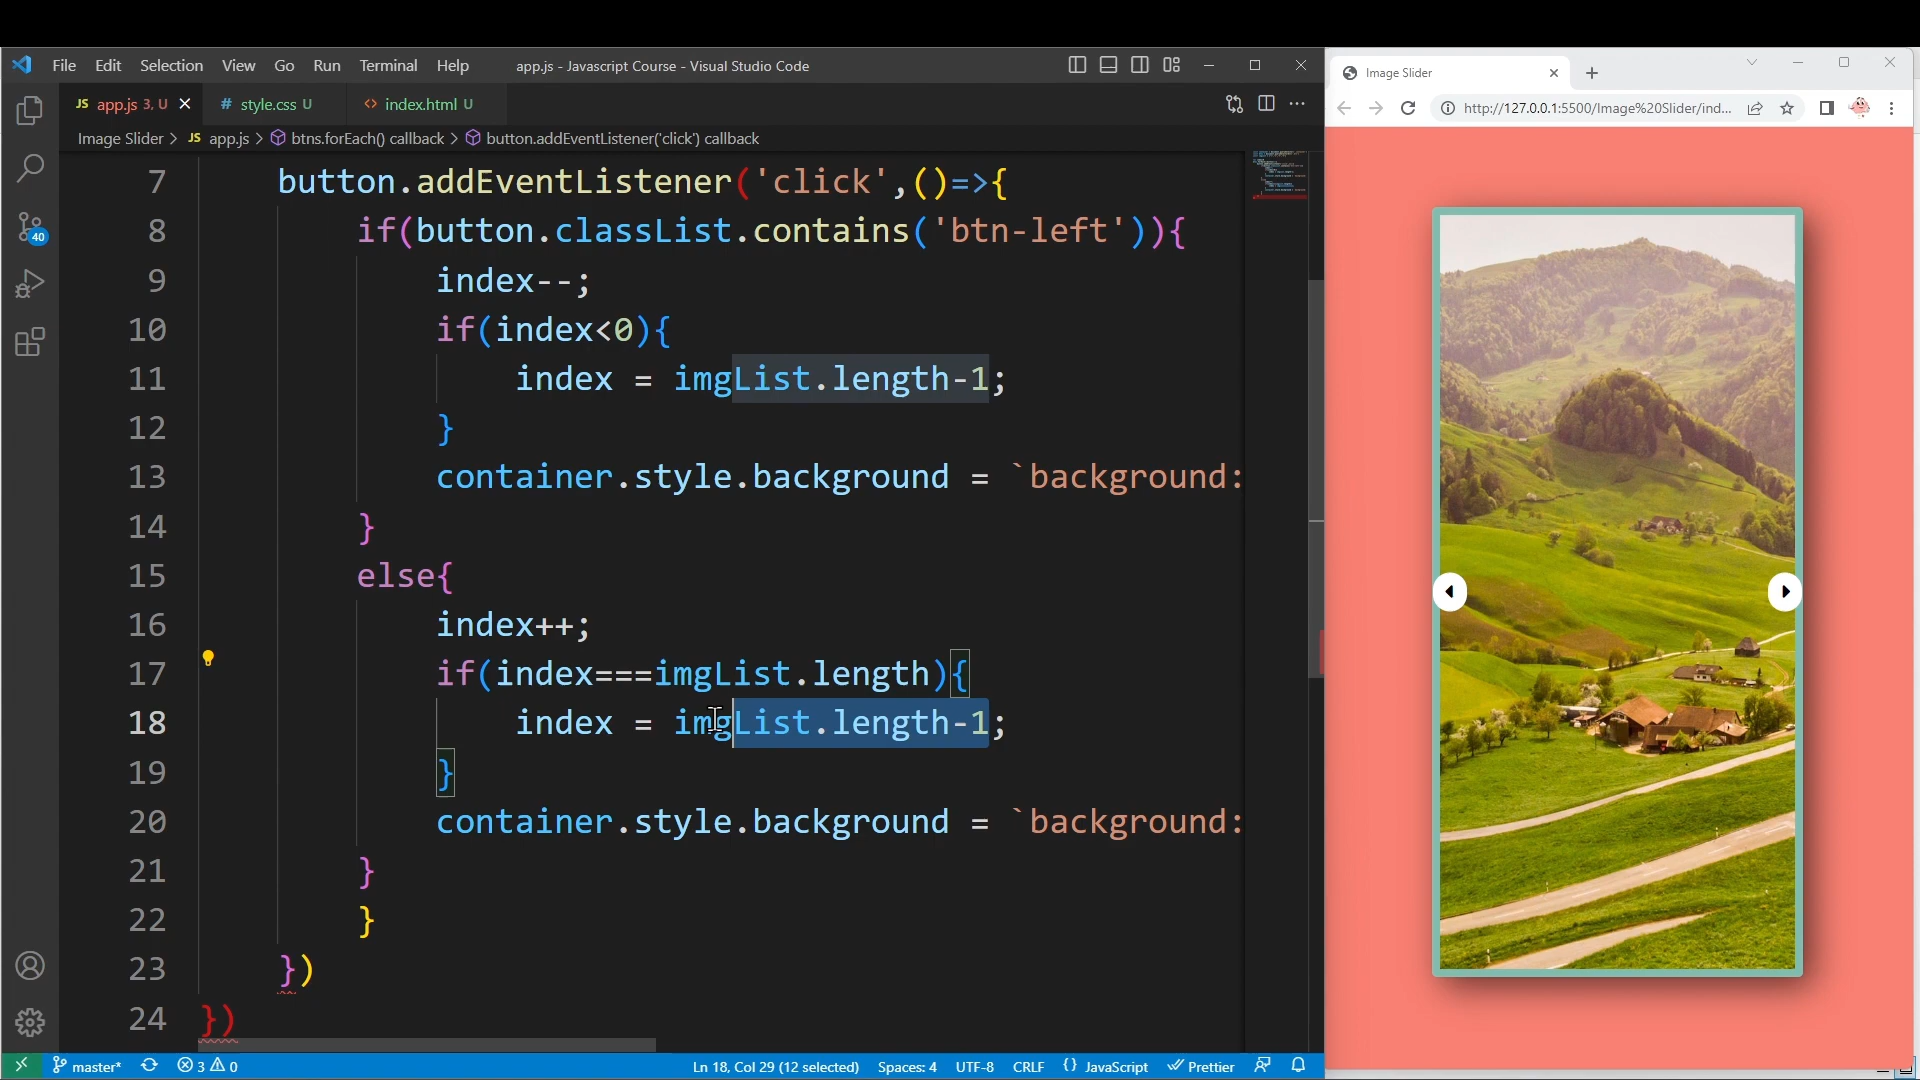 File Edit Selection View Go Run Terminal Help
app.js - Javascript Course - Visual Studio Code
JS app.js 3, U
# style.css U
<> index.html U
Image Slider > JS app.js > btns.forEach() callback > button.addEventListener('click') callback
7 button.addEventListener('click',()=>{
8 if(button.classList.contains('btn-left')){
9 index--;
10 if(index<0){
11 index = imgList.length-1;
12 }
13 container.style.background = `background:
14 }
15 else{
16 index++;
17 if(index===imgList.length){
18 index = imgList.length-1;
19 }
20 container.style.background = `background:
21 }
22 }
23 })
24 })
40
master* 3 0
Ln 18, Col 29 (12 selected) Spaces: 4 UTF-8 CRLF {} JavaScript Prettier
Image Slider
http://127.0.0.1:5500/Image%20Slider/ind...